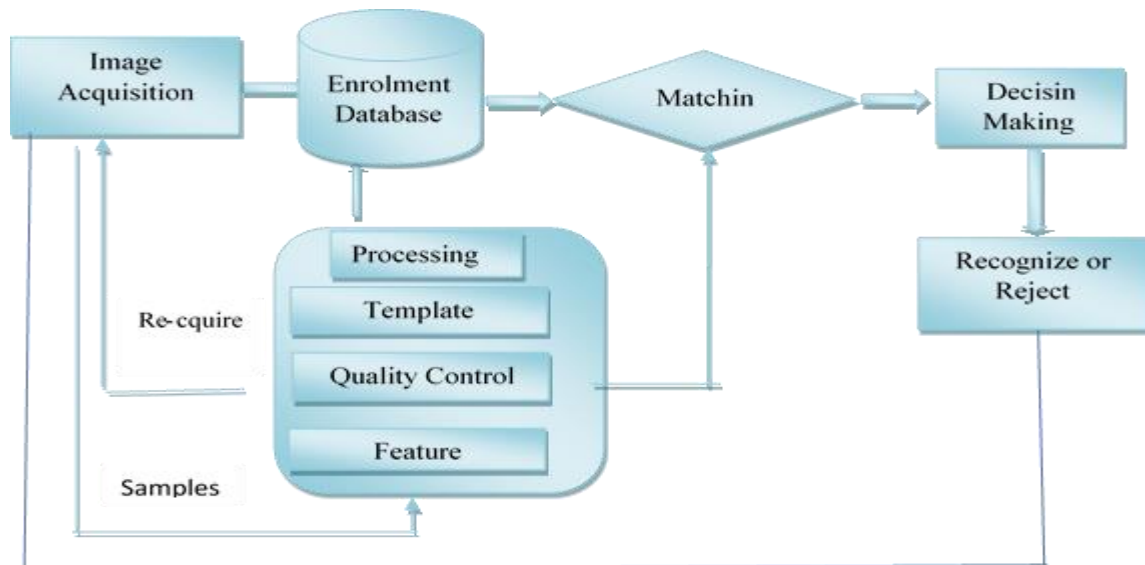 Image
Acquisition
Enrolment
Database
Matchin
Decisin
Making
Processing
Template
Quality Control
Feature
Re-cquire
Samples
Recognize or
Reject